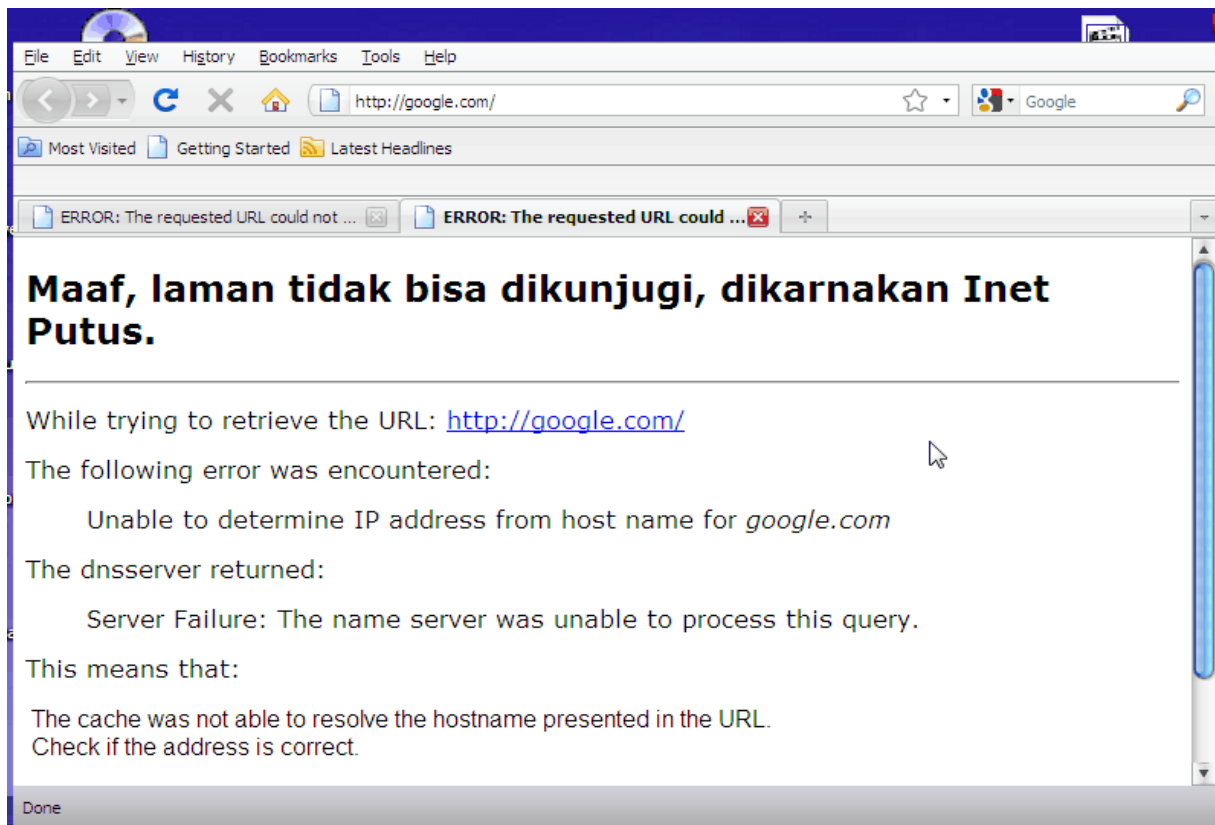 File Edit View History Bookmarks Tools Help
http://google.com/ Google
Most Visited Getting Started Latest Headlines
ERROR: The requested URL could not ... ERROR: The requested URL could ...
Maaf, laman tidak bisa dikunjugi, dikarnakan Inet
Putus.
While trying to retrieve the URL: http://google.com/
The following error was encountered:
Unable to determine IP address from host name for google.com
The dnsserver returned:
Server Failure: The name server was unable to process this query.
This means that:
The cache was not able to resolve the hostname presented in the URL.
Check if the address is correct.
Done